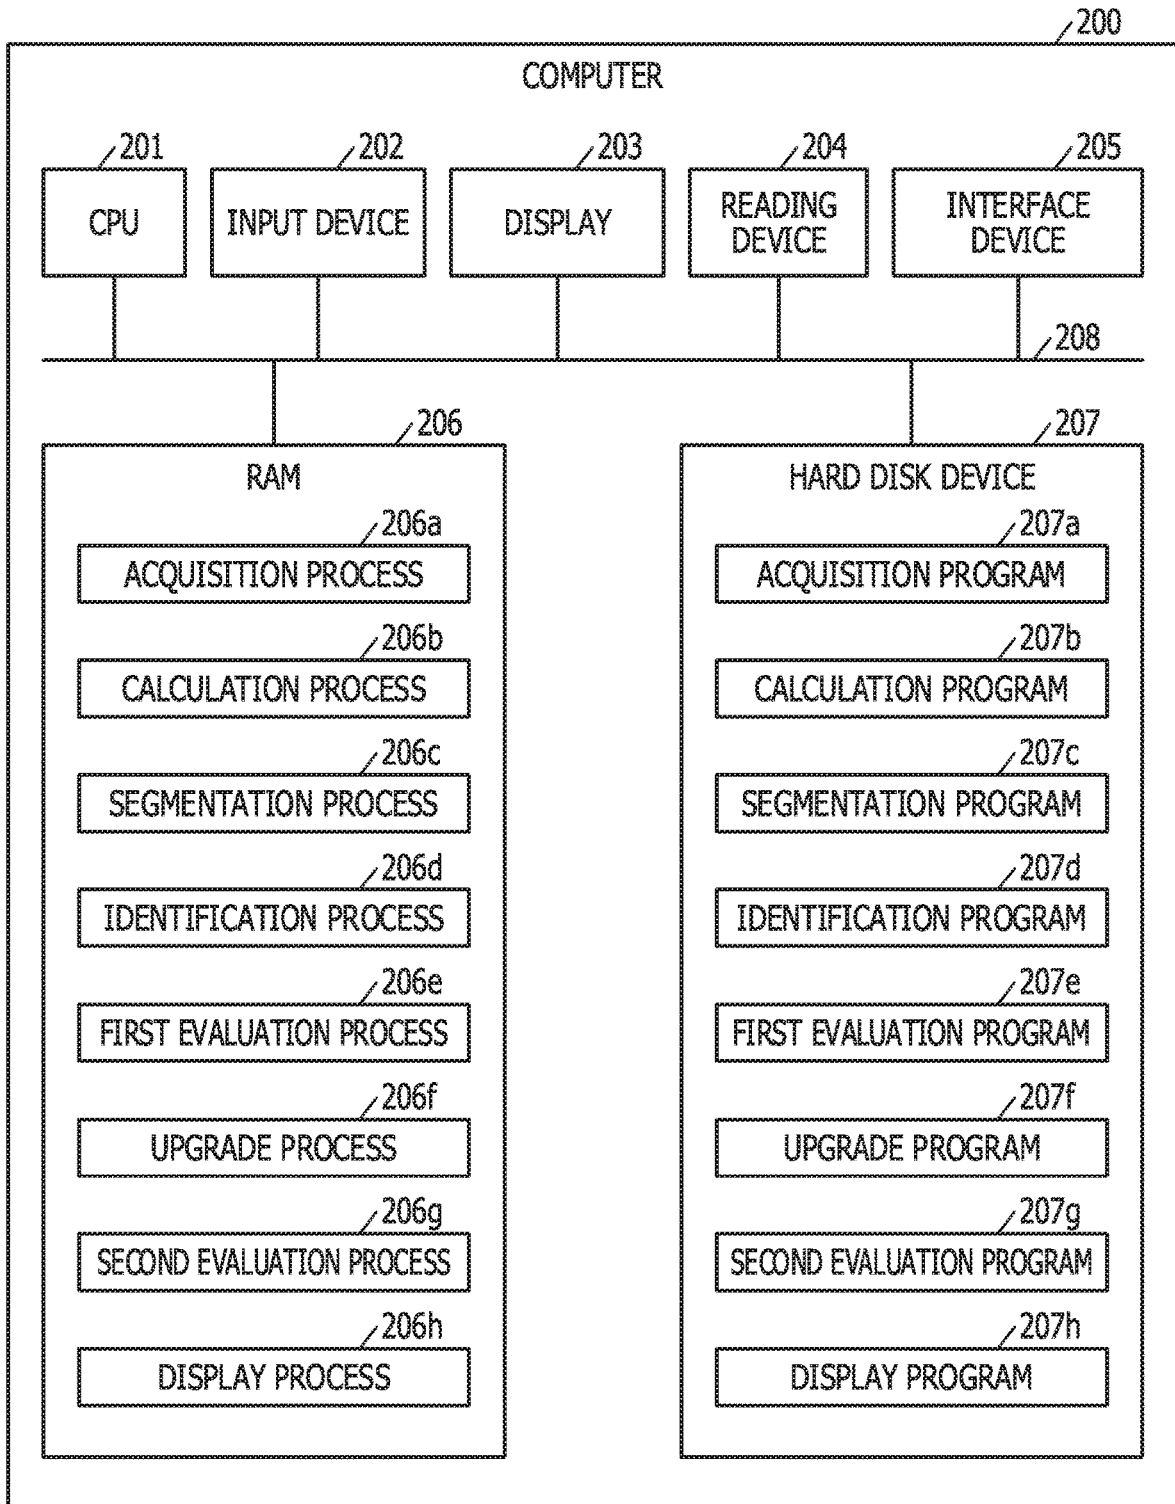 200
COMPUTER
201
202
203
204
205
CPU
INPUT DEVICE
DISPLAY
READING
DEVICE
INTERFACE
DEVICE
208
206
RAM
206a
ACQUISITION PROCESS
206b
CALCULATION PROCESS
206c
SEGMENTATION PROCESS
206d
IDENTIFICATION PROCESS
206e
FIRST EVALUATION PROCESS
206f
UPGRADE PROCESS
206g
SECOND EVALUATION PROCESS
206h
DISPLAY PROCESS
207
HARD DISK DEVICE
207a
ACQUISITION PROGRAM
207b
CALCULATION PROGRAM
207c
SEGMENTATION PROGRAM
207d
IDENTIFICATION PROGRAM
207e
FIRST EVALUATION PROGRAM
207f
UPGRADE PROGRAM
207g
SECOND EVALUATION PROGRAM
207h
DISPLAY PROGRAM